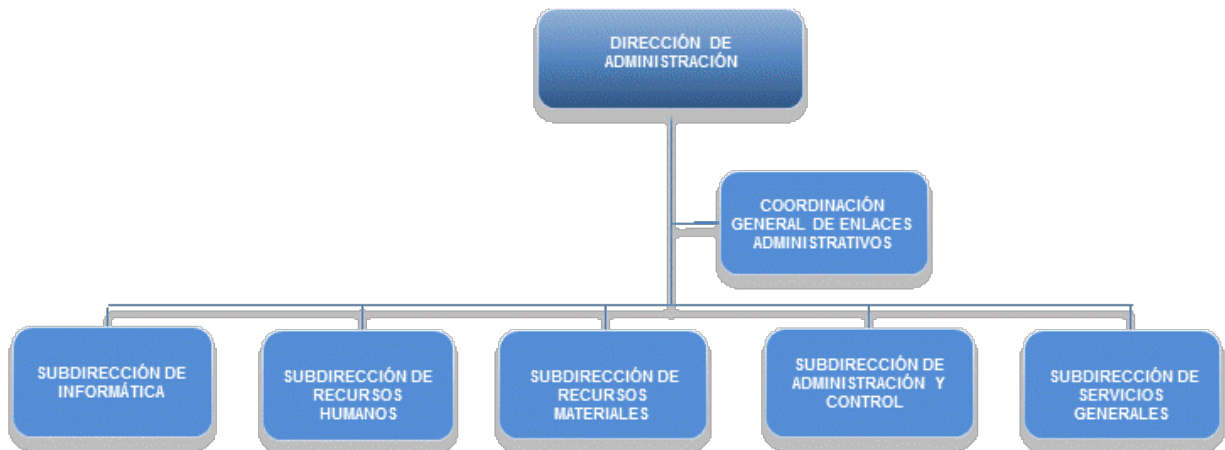 DIRECCIÓN DE
ADMINISTRACIÓN
COORDINACIÓN
GENERAL DE ENLACES
ADMINISTRATIVOS
SUBDIRECCIÓN DE
INFORMÁTICA
SUBDIRECCIÓN DE
RECURSOS
HUMANOS
SUBDIRECCIÓN DE
RECURSOS
MATERIALES
SUBDIRECCIÓN DE
ADMINISTRACIÓN Y
CONTROL
SUBDIRECCIÓN DE
SERVICIOS
GENERALES